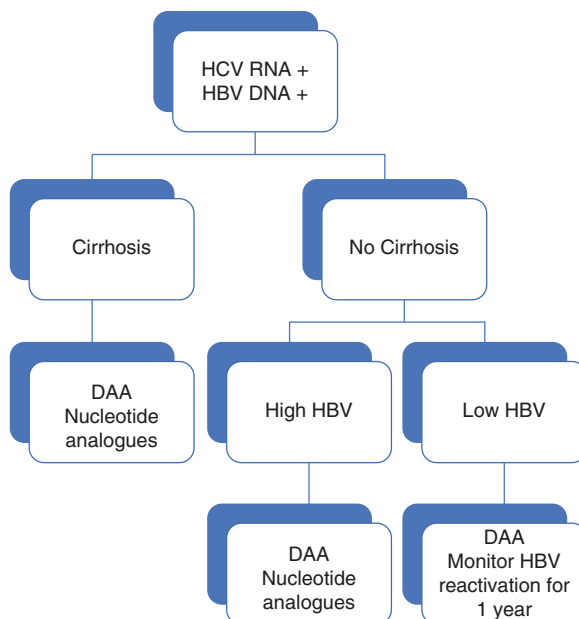 HCV RNA +
HBV DNA +
Cirrhosis
No Cirrhosis
DAA
Nucleotide
analogues
High HBV
Low HBV
DAA
Nucleotide
analogues
DAA
Monitor HBV
reactivation for
1 year